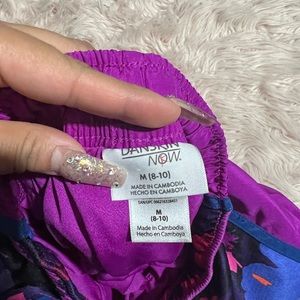 DANSKIN
NOW.
M (8-10)
MADE IN CAMBODIA
HECHO EN CAMBOYA
M
(8-10)
Made in Cambodia
Hecho en Camboya